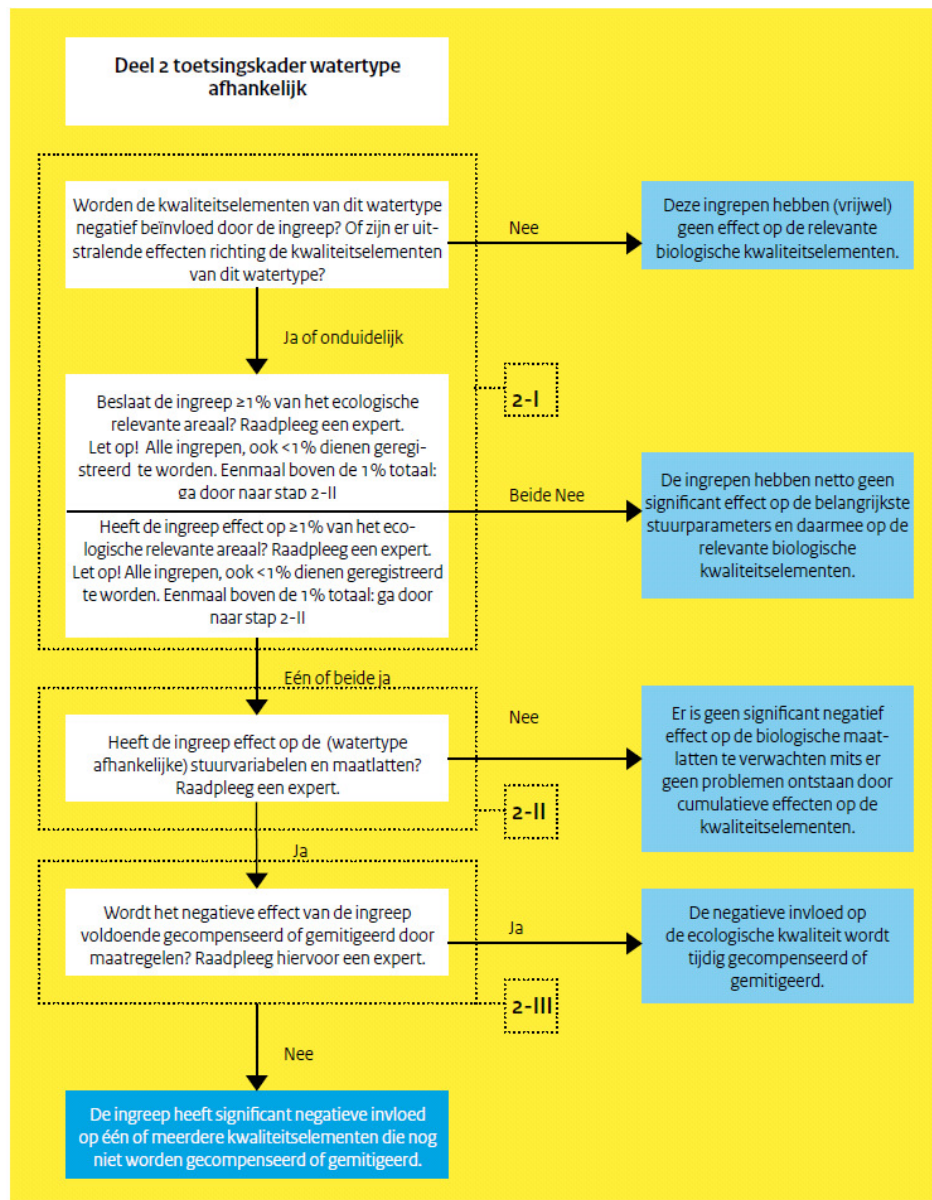 Deel 2 toetsingskader watertype
afhankelijk
Worden de kwaliteitselementen van dit watertype
negatief beïnvloed door de ingreep? Of zijn er uit-
stralende effecten richting de kwaliteitselementen
van dit watertype?
Nee
Deze ingrepen hebben (vrijwel)
geen effect op de relevante
biologische kwaliteitselementen.
Ja of onduidelijk
2-I
Beslaat de ingreep ≥1% van het ecologische
relevante areaal? Raadpleeg een expert.
Let op! Alle ingrepen, ook <1% dienen geregi-
streerd te worden. Eenmaal boven de 1% totaal:
ga door naar stap 2-II
Beide Nee
De ingrepen hebben netto geen
significant effect op de belangrijkste
stuurparameters en daarmee op de
relevante biologische
kwaliteitselementen.
Heeft de ingreep effect op ≥1% van het eco-
logische relevante areaal? Raadpleeg een expert.
Let op! Alle ingrepen, ook <1% dienen geregistreerd
te worden. Eenmaal boven de 1% totaal: ga door
naar stap 2-II
Eén of beide ja
Heeft de ingreep effect op de (watertype
afhankelijke) stuurvariabelen en maatlatten?
Raadpleeg een expert.
Nee
Er is geen significant negatief
effect op de biologische maat-
latten te verwachten mits er
geen problemen ontstaan door
cumulatieve effecten op de
kwaliteitselementen.
2-II
Ja
Wordt het negatieve effect van de ingreep
voldoende gecompenseerd of gemitigeerd door
maatregelen? Raadpleeg hiervoor een expert.
Ja
De negatieve invloed op
de ecologische kwaliteit wordt
tijdig gecompenseerd of
gemitigeerd.
2-III
Nee
De ingreep heeft significant negatieve invloed
op één of meerdere kwaliteitselementen die nog
niet worden gecompenseerd of gemitigeerd.